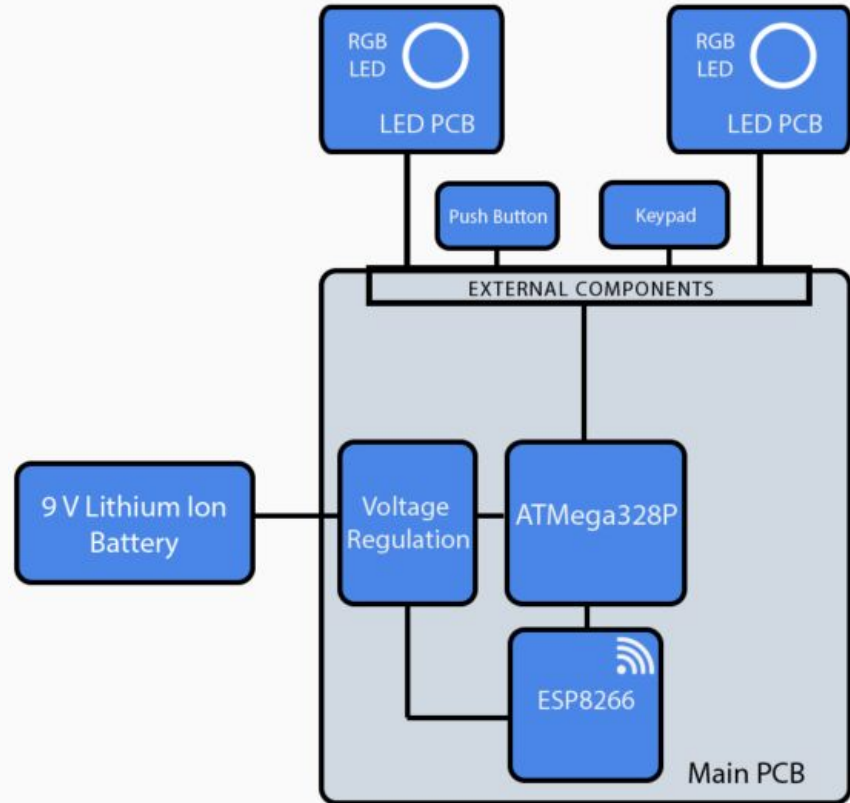 RGB
LED
LED PCB
RGB
LED
LED PCB
Push Button
Keypad
EXTERNAL COMPONENTS
9 V Lithium Ion
Battery
Voltage
Regulation
ATMega328P
ESP8266
Main PCB